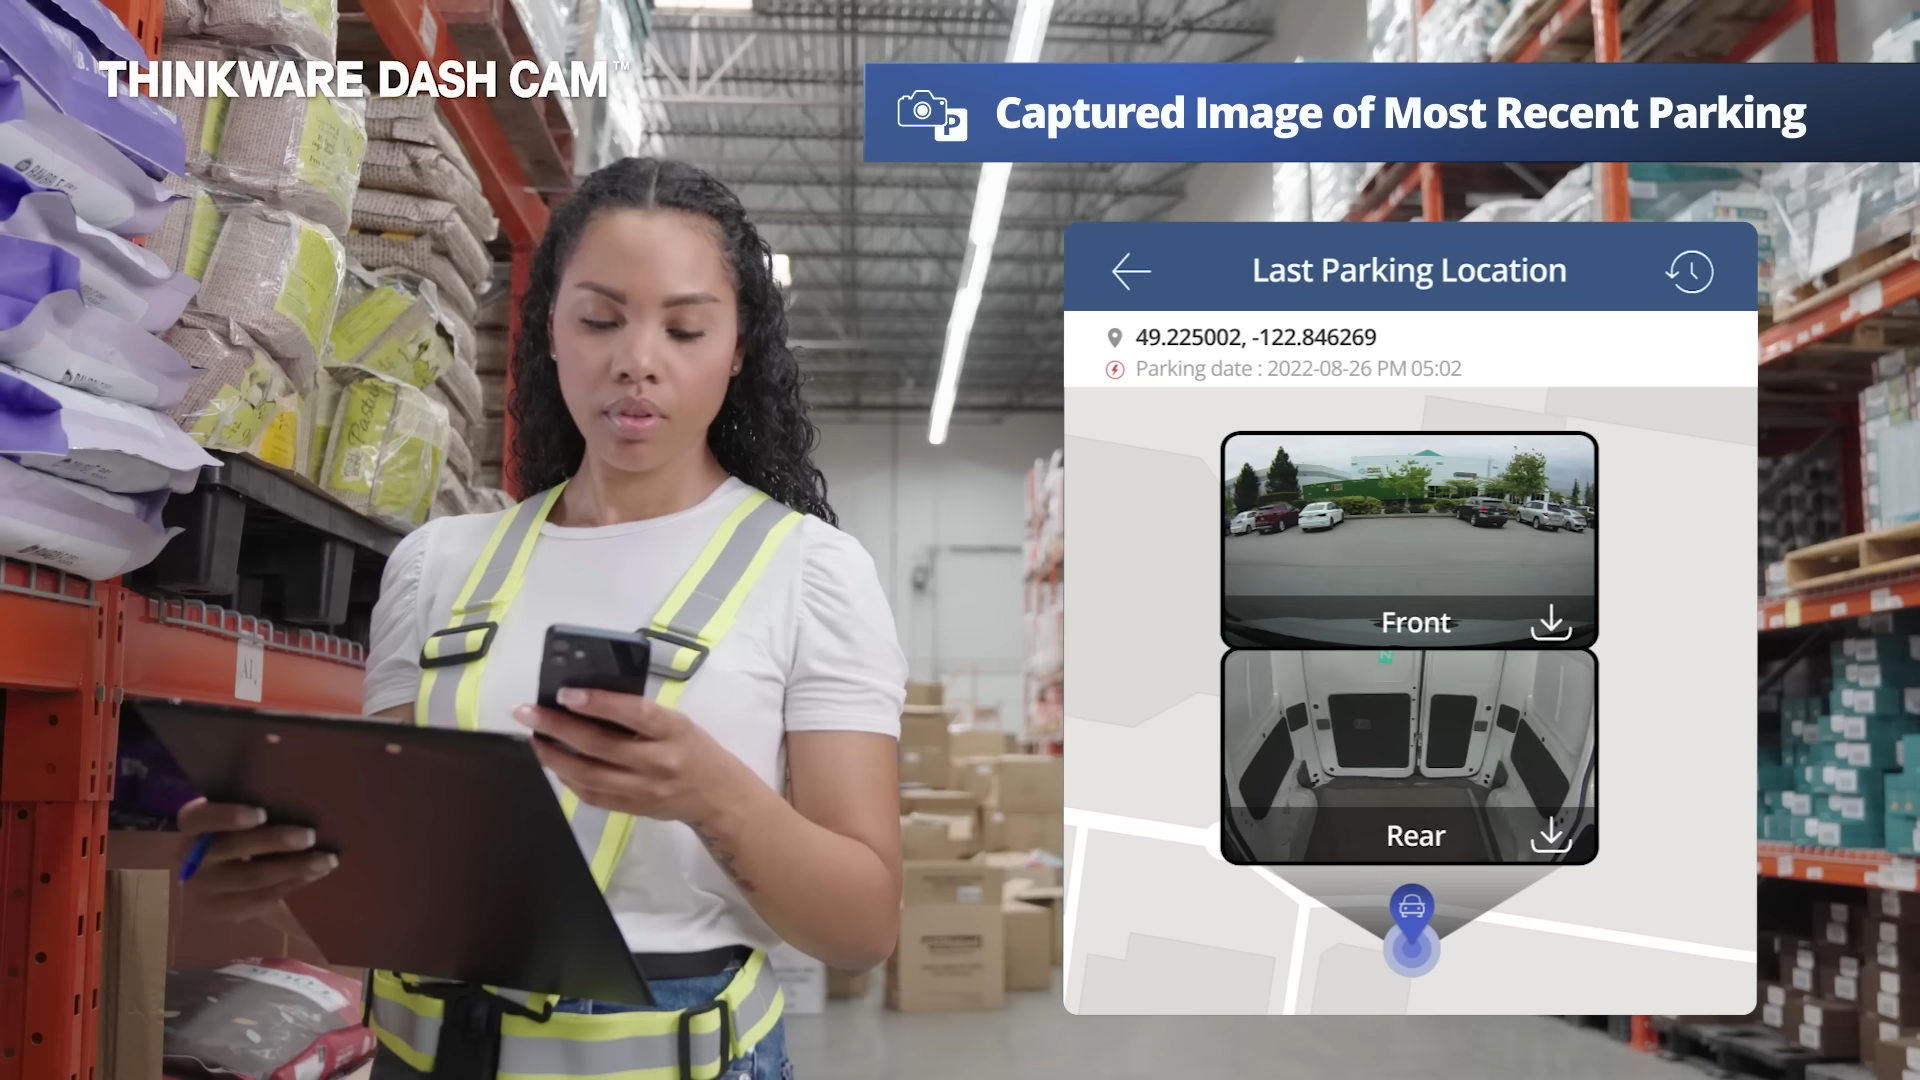 THINKWARE DASH CAM™
Captured Image of Most Recent Parking
P
Last Parking Location
49.225002, -122.846269
Parking date : 2022-08-26 PM 05:02
Front
Rear